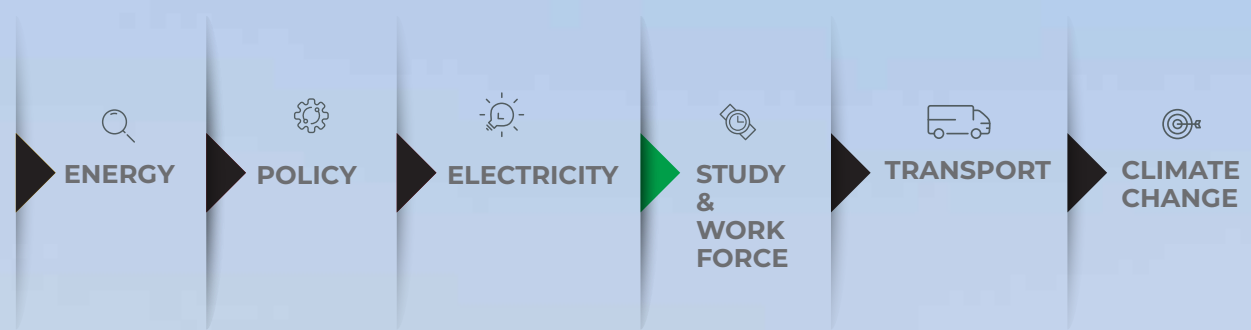 ENERGY
POLICY
ELECTRICITY
STUDY
&
WORK
FORCE
TRANSPORT
CLIMATE
CHANGE